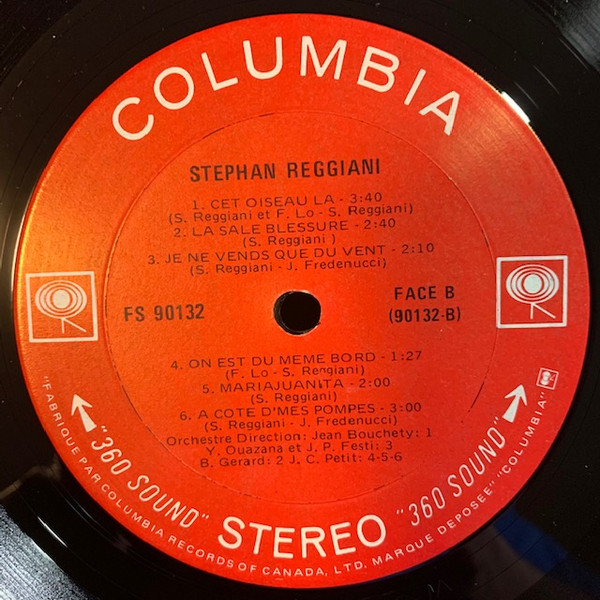 COLUMBIA
STEPHAN REGGIANI
1. CET OISEAU LA - 3:40
(S. Reggiani et F. Lo - S. Reggiani)
2. LA SALE BLESSURE - 2:40
(S. Reggiani )
3. JE NE VENDS QUE DU VENT - 2:10
(S. Reggiani - J. Fredenucci)
FS 90132
FACE B
(90132-B)
4. ON EST DU MEME BORD - 1:27
(F. Lo - S. Reggiani)
5. MARIAJUANITA - 2:00
(S. Reggiani)
6. A COTE D'MES POMPES - 3:00
(S. Reggiani - J. Fredenucci)
Orchestre Direction: Jean Bouchety: 1
Y. Ouazana et J. P. Festi: 3
B. Gerard: 2 J. C. Petit: 4-5-6
"360 SOUND" STEREO "360 SOUND"
"FABRIQUE PAR COLUMBIA RECORDS OF CANADA, LTD. MARQUE DEPOSEE" "COLUMBIA"